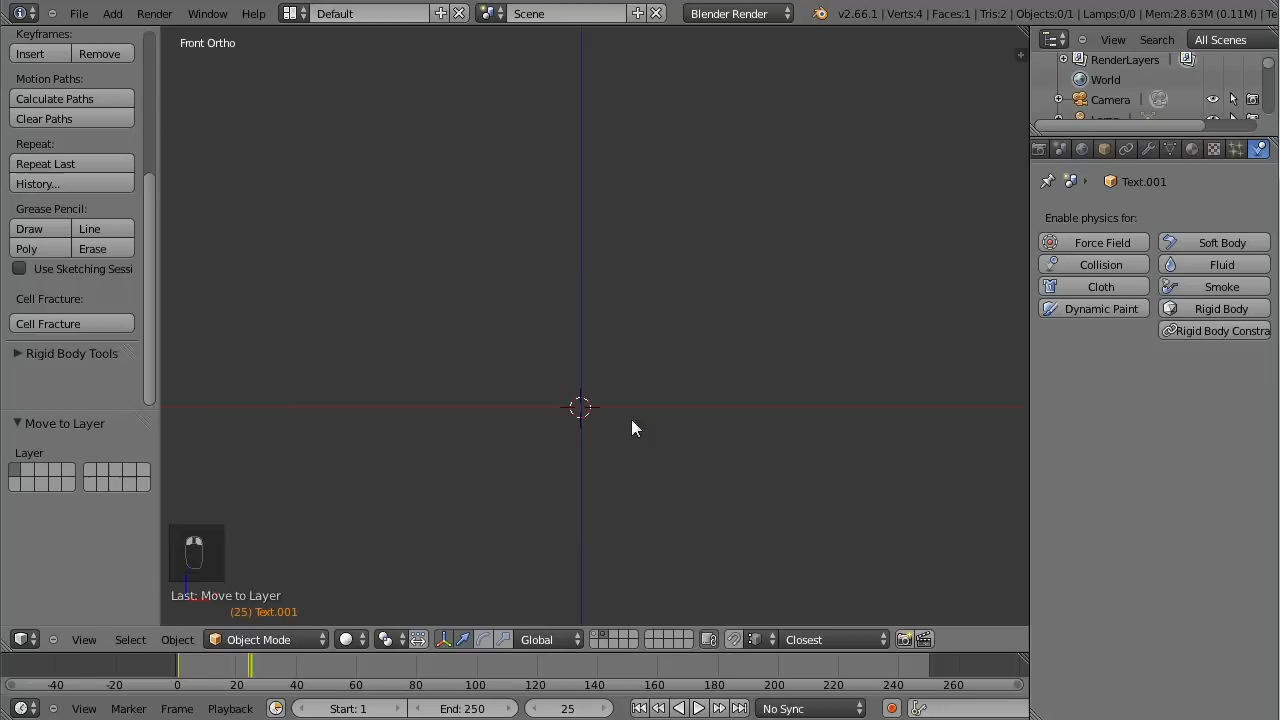 File Add Render Window Help Default Scene Blender Render v2.66.1 | Verts:4 | Faces:1 | Tris:2 | Objects:0/1 | Lamps:0/0 | Mem:28.63M (0.11M) | Te
Keyframes:
Insert Remove
Motion Paths:
Calculate Paths
Clear Paths
Repeat:
Repeat Last
History...
Grease Pencil:
Draw Line
Poly Erase
Use Sketching Sessi
Cell Fracture:
Cell Fracture
Rigid Body Tools
Move to Layer
Layer
Front Ortho
Last: Move to Layer
(25) Text.001
View Search All Scenes
RenderLayers
World
Camera
Text.001
Enable physics for:
Force Field Soft Body
Collision Fluid
Cloth Smoke
Dynamic Paint Rigid Body
Rigid Body Constra
View Select Object Object Mode Global Closest
-40 -20 0 20 40 60 80 100 120 140 160 180 200 220 240 260
View Marker Frame Playback Start: 1 End: 250 25 No Sync